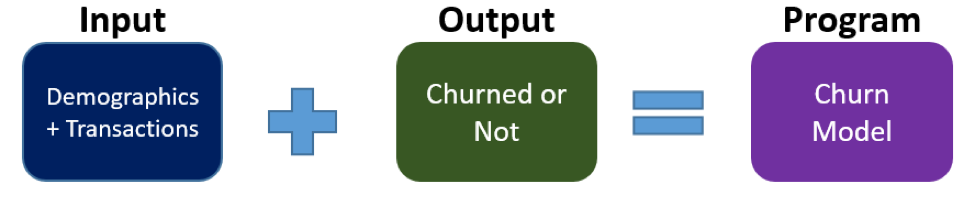 Input
Output
Program
Demographics
+ Transactions
Churned or
Not
Churn
Model